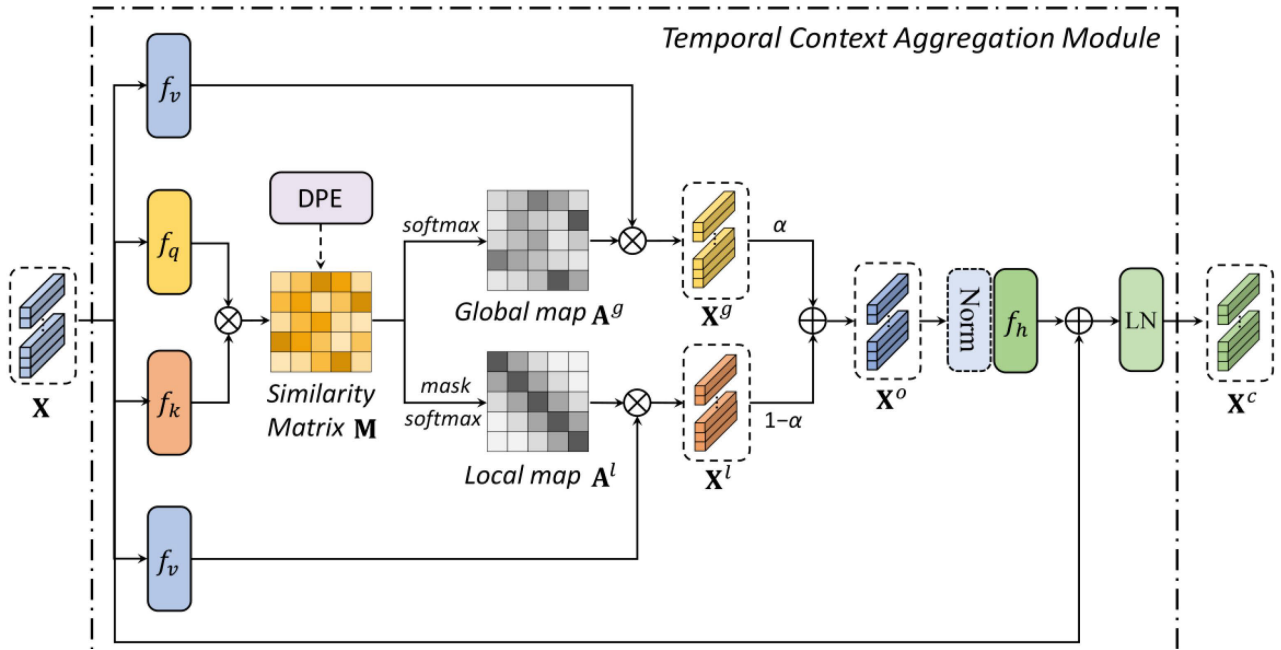 Temporal Context Aggregation Module
f_v
DPE
f_q
softmax
α
Global map A^g
X^g
Norm
f_h
LN
X
f_k
Similarity
Matrix M
mask
softmax
1−α
X^o
X^c
Local map A^l
X^l
f_v